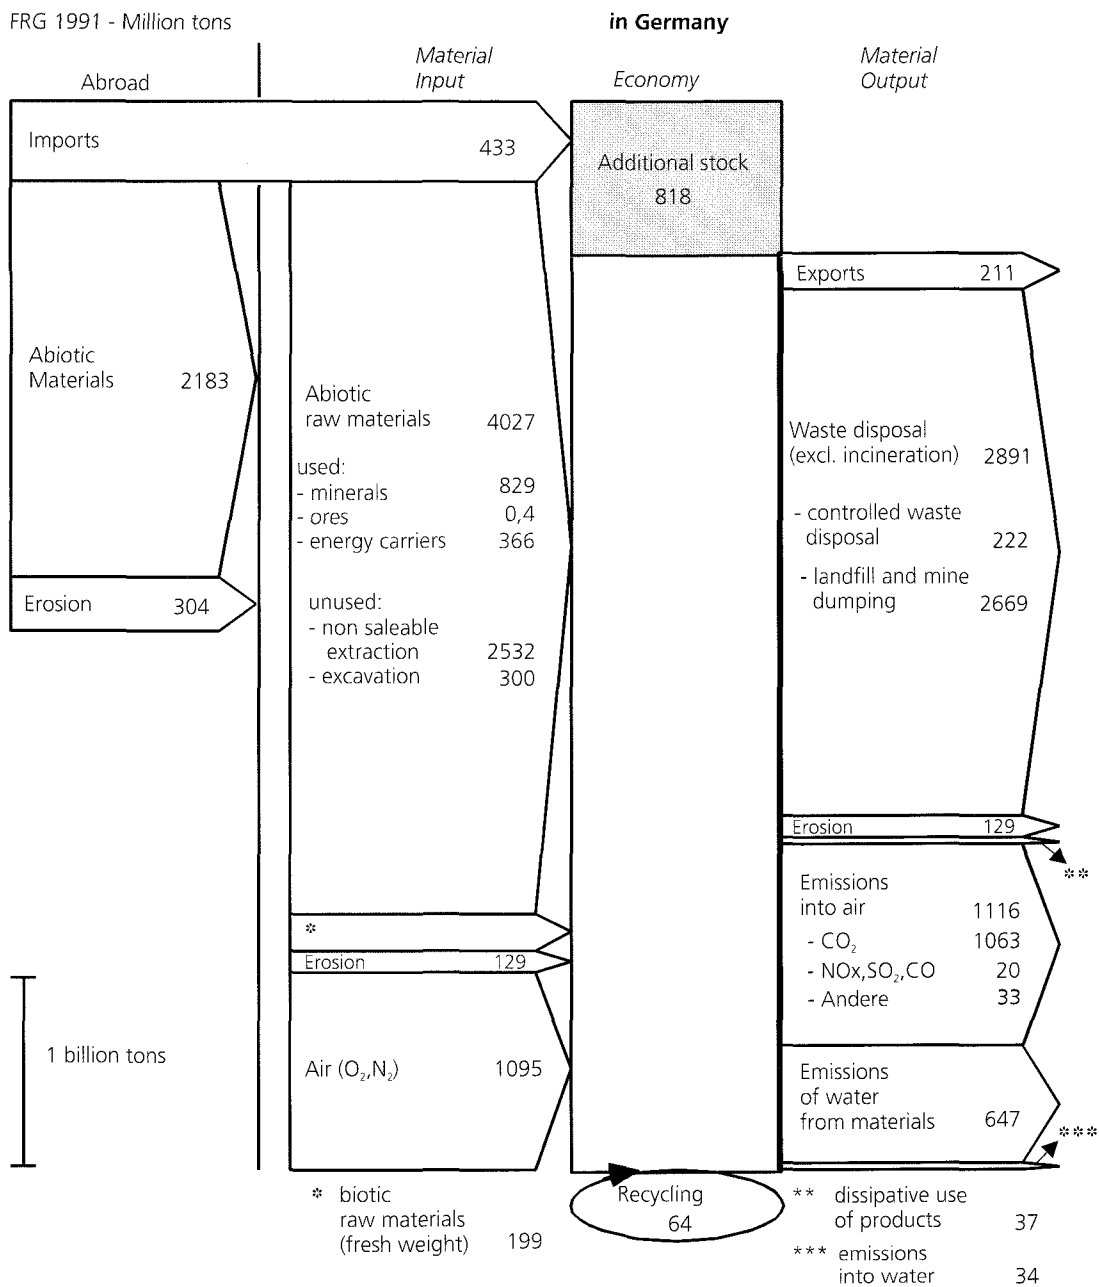 FRG 1991 - Million tons
in Germany
Abroad
Material
Input
Economy
Material
Output
Imports 433
Abiotic
Materials 2183
Erosion 304
Abiotic
raw materials 4027
used:
- minerals 829
- ores 0,4
- energy carriers 366
unused:
- non saleable
extraction 2532
- excavation 300
*
Erosion 129
Air (O₂,N₂) 1095
1 billion tons
* biotic
raw materials
(fresh weight) 199
Additional stock
818
Recycling
64
Exports 211
Waste disposal
(excl. incineration) 2891
- controlled waste
disposal 222
- landfill and mine
dumping 2669
Erosion 129
**
Emissions
into air 1116
- CO₂ 1063
- NOx,SO₂,CO 20
- Andere 33
Emissions
of water
from materials 647
***
** dissipative use
of products 37
*** emissions
into water 34